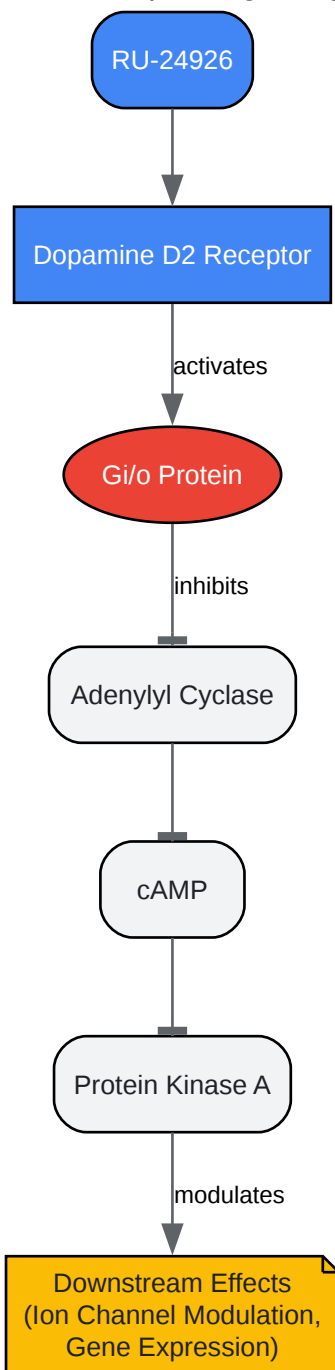 RU-24926
Dopamine D2 Receptor
activates
Gi/o Protein
inhibits
Adenylyl Cyclase
cAMP
Protein Kinase A
modulates
Downstream Effects
(Ion Channel Modulation,
Gene Expression)